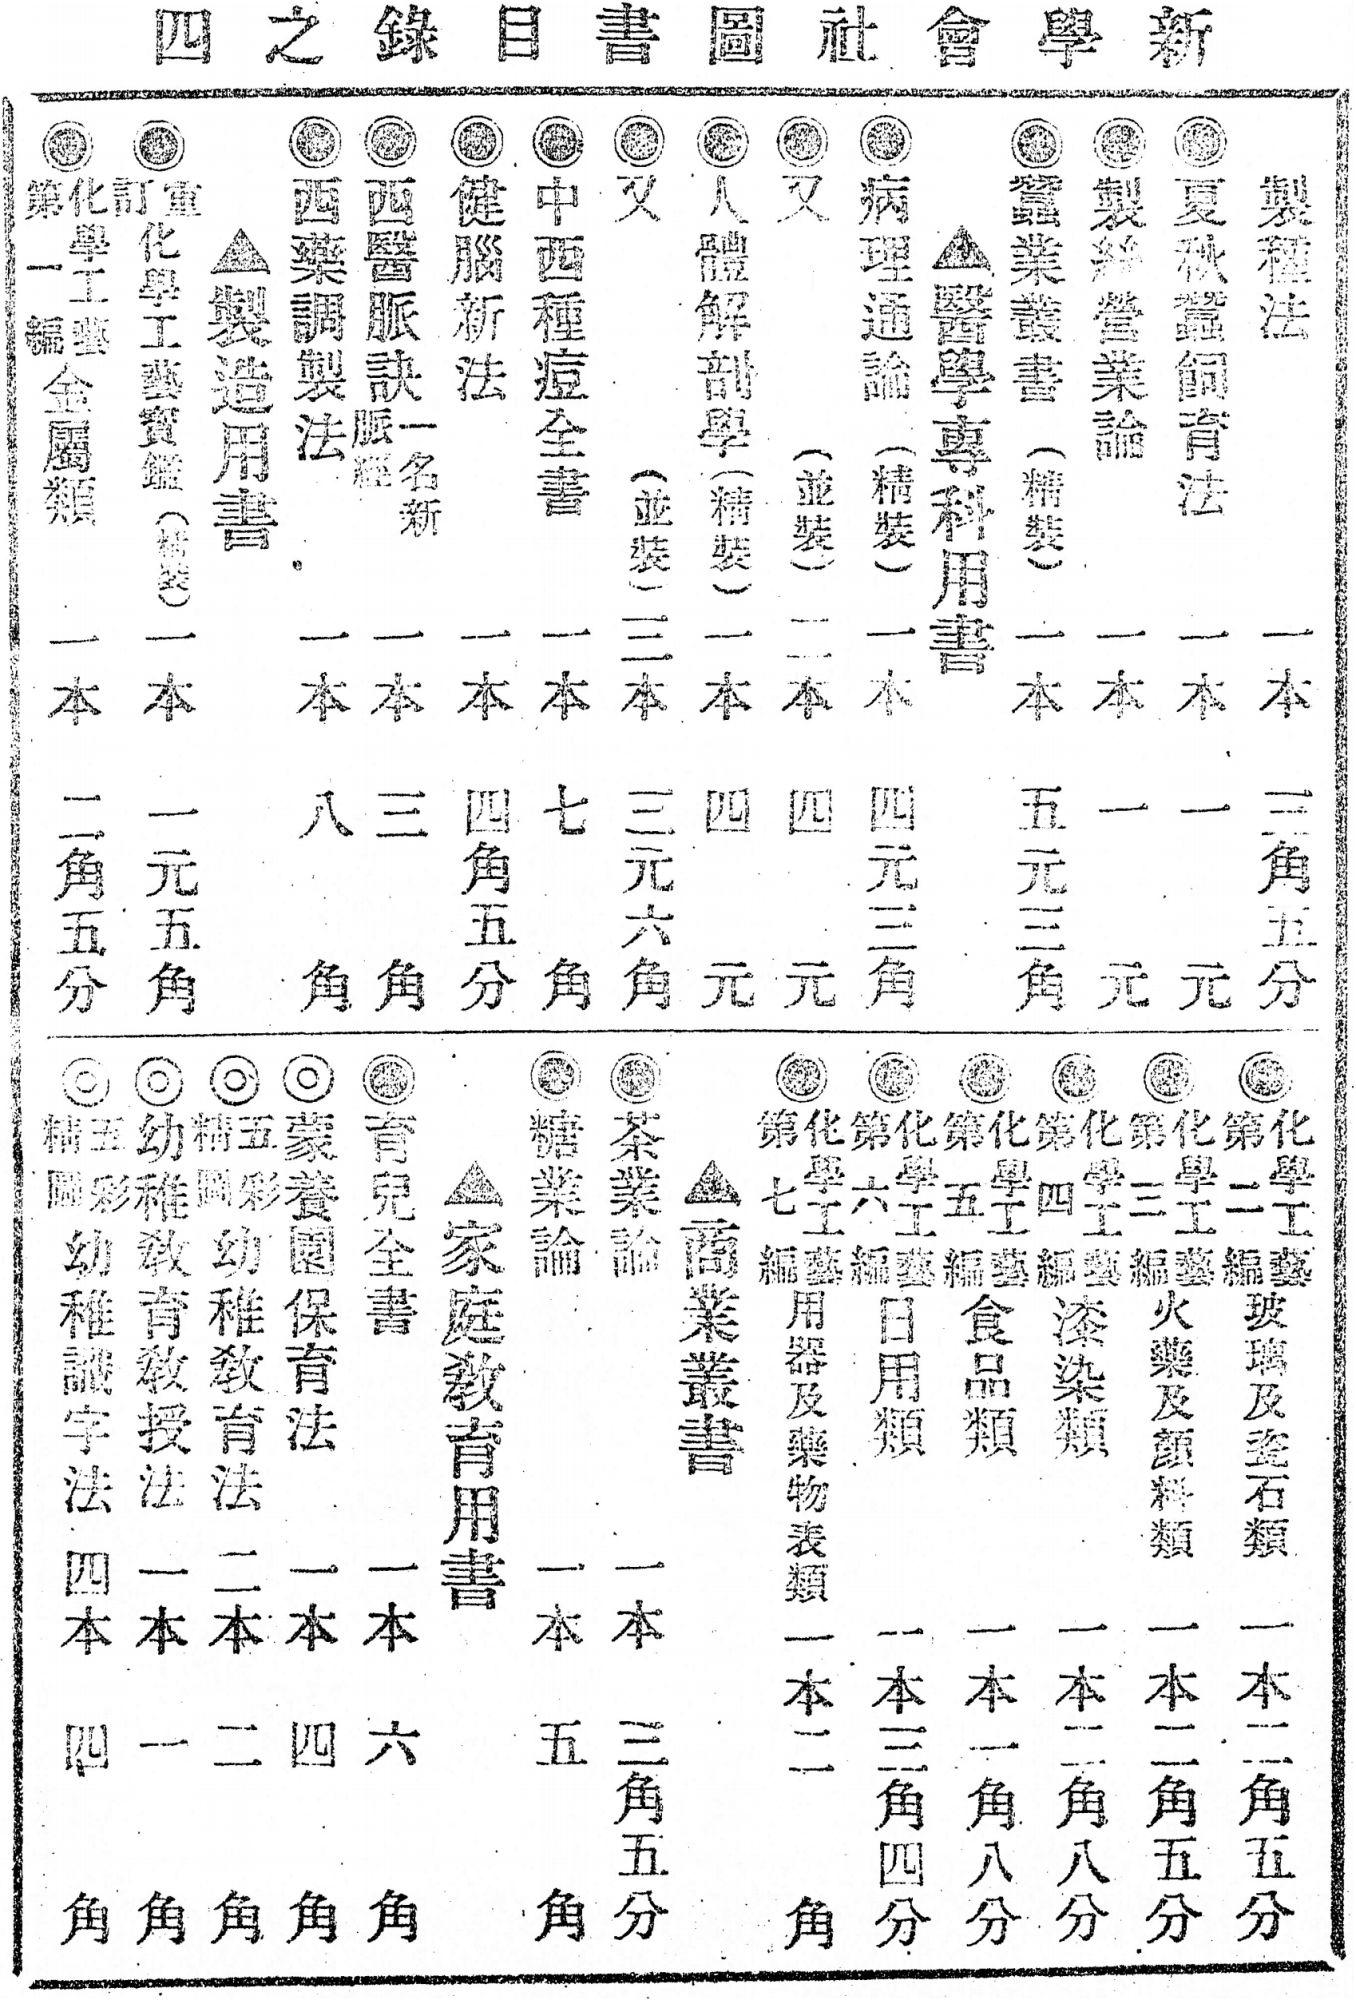 新學會社圖書目錄之四
製種法 一本 三角五分
◉夏秋蠶飼育法 一本 一元
◉製絲營業論 一本 一元
◉蠶業叢書（精裝） 一本 五元三角
▲醫學專科用書
◉病理通論（精裝） 一本 四元三角
◉又（並裝） 二本 四元
◉人體解剖學（精裝） 一本 四元
◉又（並裝） 三本 三元六角
◉中西種痘全書 一本 七角
◉健腦新法 一本 四角五分
◉西醫脈訣 一名新脈經 一本 三角
◉西藥調製法 一本 八角
▲製造用書
◉重訂化學工藝寶鑑（精裝） 一本 一元五角
◉化學工藝第一編金屬類 一本 二角五分
◉化學工藝第二編玻璃及瓷石類 一本 二角五分
◉化學工藝第三編火藥及顏料類 一本 二角五分
◉化學工藝第四編漆染類 一本 二角八分
◉化學工藝第五編食品類 一本 一角八分
◉化學工藝第六編日用類 一本 三角四分
◉化學工藝第七編用器及藥物表類 一本 二角
▲商業叢書
◉茶業論 一本 三角五分
◉糖業論 一本 五角
▲家庭教育用書
◉育兒全書 一本 六角
◎蒙養園保育法 一本 四角
◎五彩精圖幼稚教育法 二本 二角
◎幼稚教育教授法 一本 一角
◎五彩精圖幼稚識字法 四本 四角